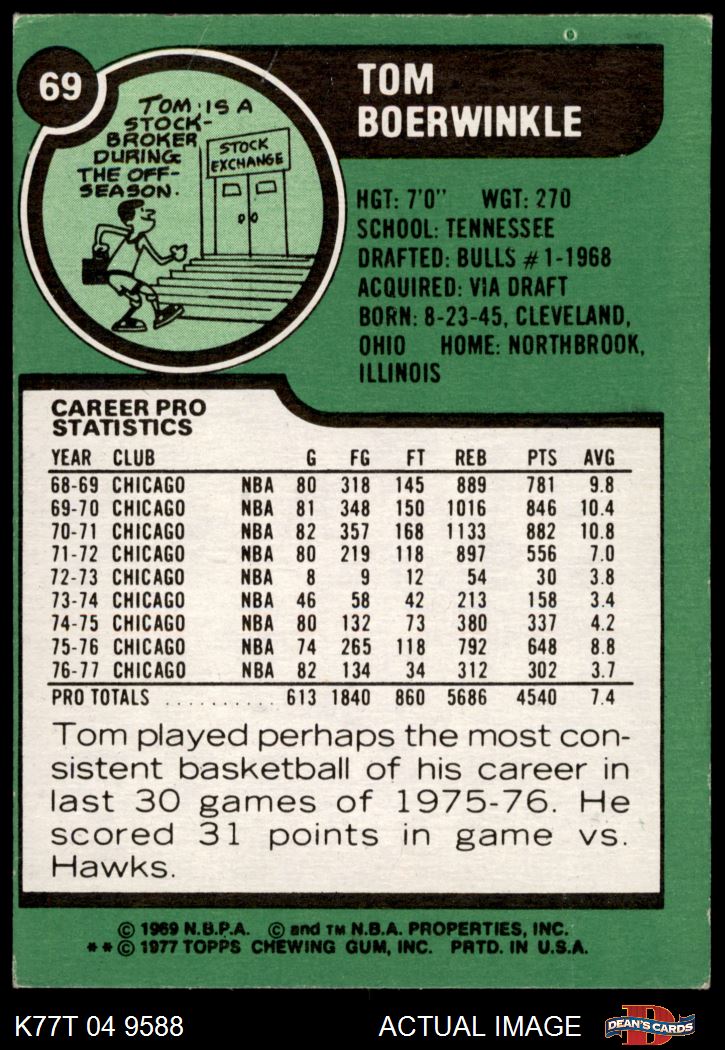 69
TOM IS A
STOCK-
BROKER
DURING
THE OFF-
SEASON.
STOCK
EXCHANGE
TOM
BOERWINKLE
HGT: 7'0" WGT: 270
SCHOOL: TENNESSEE
DRAFTED: BULLS #1-1968
ACQUIRED: VIA DRAFT
BORN: 8-23-45, CLEVELAND,
OHIO HOME: NORTHBROOK,
ILLINOIS
CAREER PRO
STATISTICS
YEAR CLUB G FG FT REB PTS AVG
68-69 CHICAGO NBA 80 318 145 889 781 9.8
69-70 CHICAGO NBA 81 348 150 1016 846 10.4
70-71 CHICAGO NBA 82 357 168 1133 882 10.8
71-72 CHICAGO NBA 80 219 118 897 556 7.0
72-73 CHICAGO NBA 8 9 12 54 30 3.8
73-74 CHICAGO NBA 46 58 42 213 158 3.4
74-75 CHICAGO NBA 80 132 73 380 337 4.2
75-76 CHICAGO NBA 74 265 118 792 648 8.8
76-77 CHICAGO NBA 82 134 34 312 302 3.7
PRO TOTALS .......... 613 1840 860 5686 4540 7.4
Tom played perhaps the most con-
sistent basketball of his career in
last 30 games of 1975-76. He
scored 31 points in game vs.
Hawks.
© 1969 N.B.P.A. © and TM N.B.A. PROPERTIES, INC.
**© 1977 TOPPS CHEWING GUM, INC. PRTD. IN U.S.A.
K77T 04 9588 ACTUAL IMAGE
DEAN'S CARDS